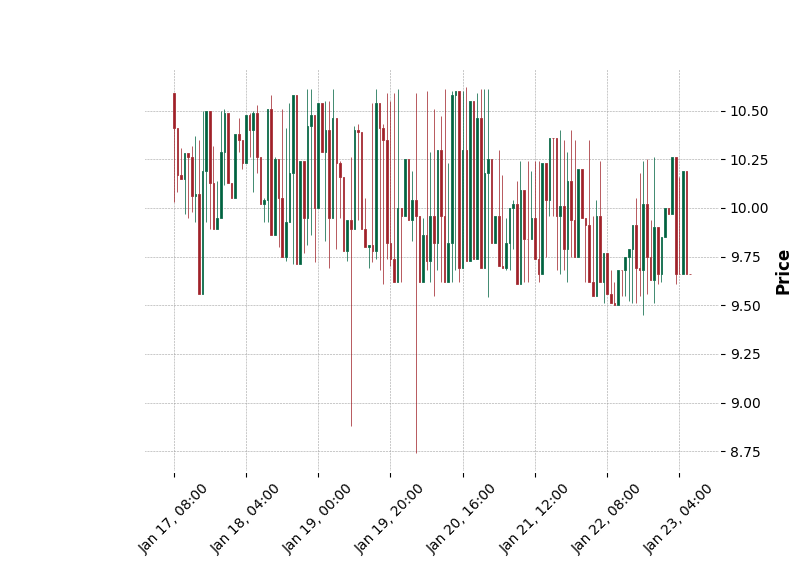 10.50
10.25
10.00
9.75
9.50
9.25
9.00
8.75
Price
Jan 17, 08:00
Jan 18, 04:00
Jan 19, 00:00
Jan 19, 20:00
Jan 20, 16:00
Jan 21, 12:00
Jan 22, 08:00
Jan 23, 04:00